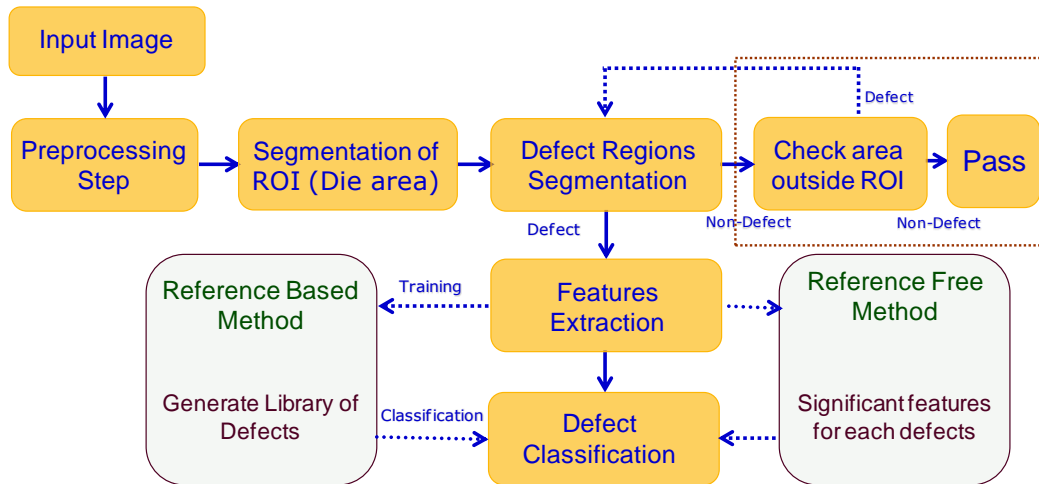 Input Image
Preprocessing
Step
Segmentation of
ROI (Die area)
Defect Regions
Segmentation
Defect
Check area
outside ROI
Pass
Defect
Non-Defect
Non-Defect
Reference Based
Method
Training
Features
Extraction
Reference Free
Method
Generate Library of
Defects
Classification
Defect
Classification
Significant features
for each defects